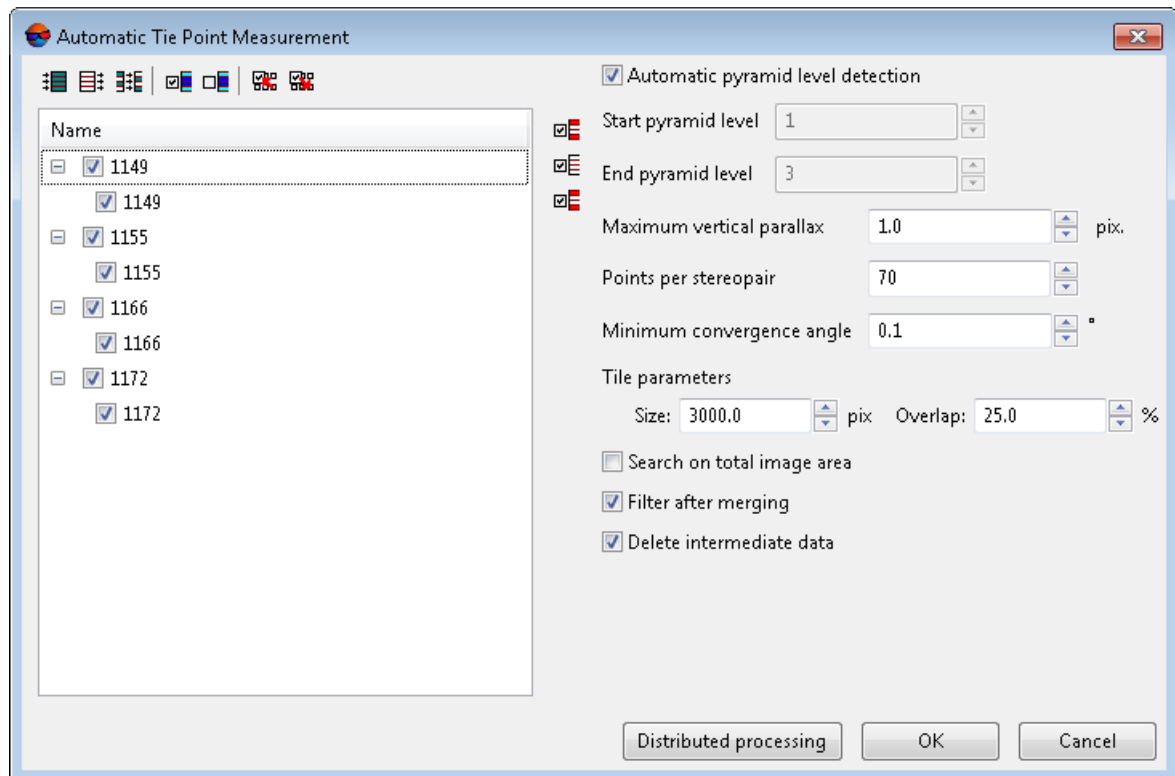 Automatic Tie Point Measurement
Name
1149
1149
1155
1155
1166
1166
1172
1172
Automatic pyramid level detection
Start pyramid level 1
End pyramid level 3
Maximum vertical parallax 1.0 pix.
Points per stereopair 70
Minimum convergence angle 0.1 °
Tile parameters
Size: 3000.0 pix Overlap: 25.0 %
Search on total image area
Filter after merging
Delete intermediate data
Distributed processing OK Cancel